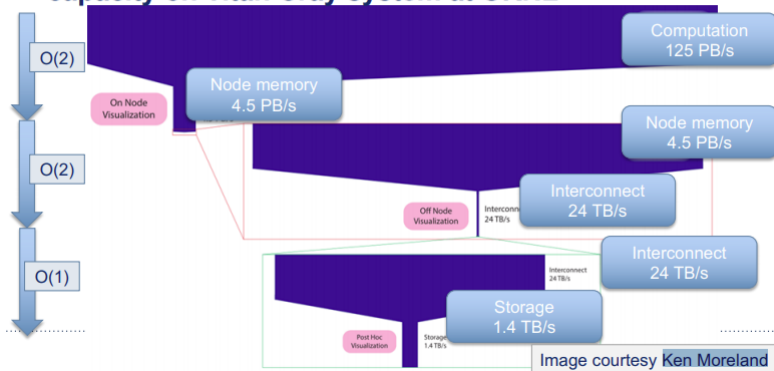 Computation
125 PB/s
O(2)
Node memory
4.5 PB/s
On Node
Visualization
Node memory
4.5 PB/s
O(2)
Interconnect
24 TB/s
Off Node
Visualization
24 TB/s
Interconnect
24 TB/s
O(1)
Interconnect
24 TB/s
Storage
1.4 TB/s
Post Hoc
Visualization
1.4 TB/s
Image courtesy Ken Moreland